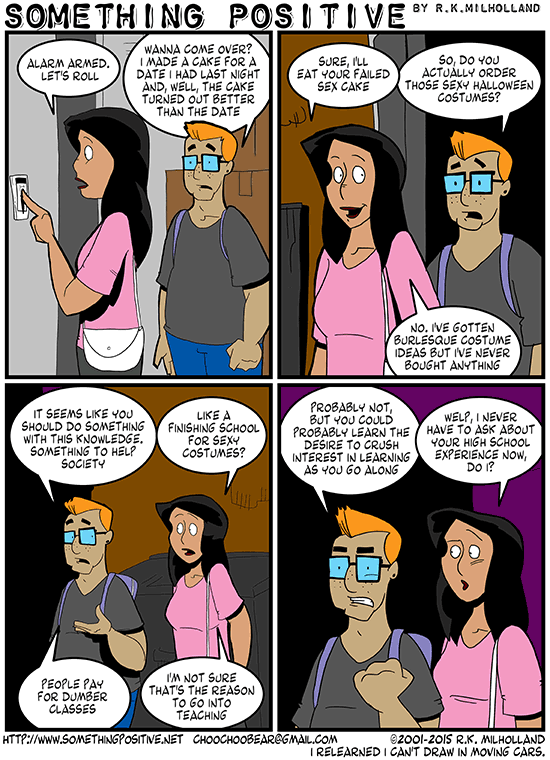 SOMETHING POSITIVE BY R.K.MILHOLLAND
ALARM ARMED.
LET'S ROLL
WANNA COME OVER?
I MADE A CAKE FOR A
DATE I HAD LAST NIGHT
AND, WELL, THE CAKE
TURNED OUT BETTER
THAN THE DATE
SURE, I'LL
EAT YOUR FAILED
SEX CAKE
SO, DO YOU
ACTUALLY ORDER
THOSE SEXY HALLOWEEN
COSTUMES?
NO. I'VE GOTTEN
BURLESQUE COSTUME
IDEAS BUT I'VE NEVER
BOUGHT ANYTHING
IT SEEMS LIKE YOU
SHOULD DO SOMETHING
WITH THIS KNOWLEDGE.
SOMETHING TO HELP
SOCIETY
LIKE A
FINISHING SCHOOL
FOR SEXY
COSTUMES?
PEOPLE PAY
FOR DUMBER
CLASSES
I'M NOT SURE
THAT'S THE REASON
TO GO INTO
TEACHING
PROBABLY NOT,
BUT YOU COULD
PROBABLY LEARN THE
DESIRE TO CRUSH
INTEREST IN LEARNING
AS YOU GO ALONG
WELP, I NEVER
HAVE TO ASK ABOUT
YOUR HIGH SCHOOL
EXPERIENCE NOW,
DO I?
HTTP://WWW.SOMETHINGPOSITIVE.NET CHOOCHOOBEAR@GMAIL.COM ©2001-2015 R.K. MILHOLLAND
I RELEARNED I CAN'T DRAW IN MOVING CARS.